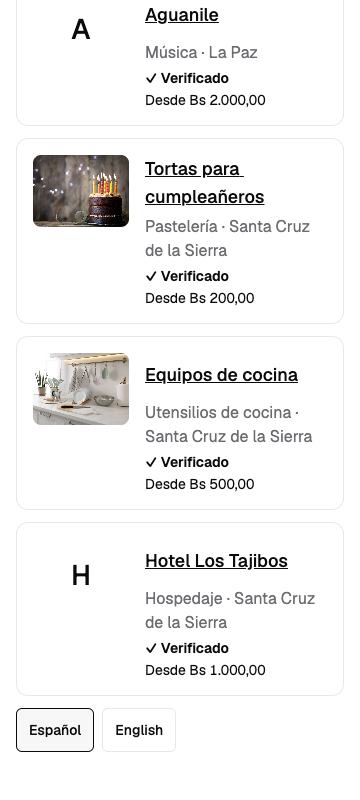 A
Aguanile
Música · La Paz
✓ Verificado
Desde Bs 2.000,00
Tortas para
cumpleañeros
Pastelería · Santa Cruz
de la Sierra
✓ Verificado
Desde Bs 200,00
Equipos de cocina
Utensilios de cocina ·
Santa Cruz de la Sierra
✓ Verificado
Desde Bs 500,00
H
Hotel Los Tajibos
Hospedaje · Santa Cruz
de la Sierra
✓ Verificado
Desde Bs 1.000,00
Español
English